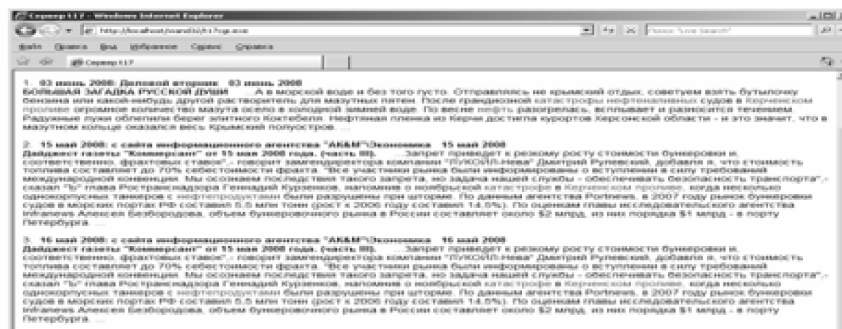 Сервер t17 - Windows Internet Explorer
http://localhost/wand32/t17cgi.exe
Поиск "Live Search"
Файл Правка Вид Избранное Сервис Справка
Сервер t17
1. 03 июнь 2008: Деловой вторник 03 июнь 2008
БОЛЬШАЯ ЗАГАДКА РУССКОЙ ДУШИ ... А в морской воде и без того густо. Отправляясь не крымский отдых, советуем взять бутылочку
бензина или какой-нибудь другой растворитель для мазутных пятен. После грандиозной катастрофы нефтеналивных судов в Керченском
проливе огромное количество мазута осело в холодной зимней воде. По весне нефть разогрелась, всплывает и разносится течением.
Радужные лужи облепили берег элитного Коктебеля. Нефтяная пленка из Керчи достигла курортов Херсонской области - и это значит, что в
мазутном кольце оказался весь Крымский полуостров. ...
2. 15 май 2008: с сайта информационного агентства "АК&М"\Экономика 15 май 2008
Дайджест газеты "Коммерсант" от 15 мая 2008 года. (часть III). ... Запрет приведет к резкому росту стоимости бункеровки и,
соответственно, фрахтовых ставок",- говорит замгендиректора компании "ЛУКОЙЛ-Нева" Дмитрий Рулевский, добавляя, что стоимость
топлива составляет до 70% себестоимости фрахта. "Все участники рынка были информированы о вступлении в силу требований
международной конвенции. Мы осознаем последствия такого запрета, но задача нашей службы - обеспечивать безопасность транспорта",-
сказал "Ъ" глава Ространснадзора Геннадий Курзенков, напомнив о ноябрьской катастрофе в Керченском проливе, когда несколько
однокорпусных танкеров с нефтепродуктами были разрушены при шторме. По данным агентства Portnews, в 2007 году рынок бункеровки
судов в морских портах РФ составил 5.5 млн тонн (рост к 2006 году составил 14.5%). По оценкам главы исследовательского агентства
Infranews Алексея Безбородова, объем бункеровочного рынка в России составляет около $2 млрд, из них порядка $1 млрд - в порту
Петербурга. ...
3. 16 май 2008: с сайта информационного агентства "АК&М"\Экономика 16 май 2008
Дайджест газеты "Коммерсант" от 15 мая 2008 года. (часть III). ... Запрет приведет к резкому росту стоимости бункеровки и,
соответственно, фрахтовых ставок",- говорит замгендиректора компании "ЛУКОЙЛ-Нева" Дмитрий Рулевский, добавляя, что стоимость
топлива составляет до 70% себестоимости фрахта. "Все участники рынка были информированы о вступлении в силу требований
международной конвенции. Мы осознаем последствия такого запрета, но задача нашей службы - обеспечивать безопасность транспорта",-
сказал "Ъ" глава Ространснадзора Геннадий Курзенков, напомнив о ноябрьской катастрофе в Керченском проливе, когда несколько
однокорпусных танкеров с нефтепродуктами были разрушены при шторме. По данным агентства Portnews, в 2007 году рынок бункеровки
судов в морских портах РФ составил 5.5 млн тонн (рост к 2006 году составил 14.5%). По оценкам главы исследовательского агентства
Infranews Алексея Безбородова, объем бункеровочного рынка в России составляет около $2 млрд, из них порядка $1 млрд - в порту
Петербурга. ...